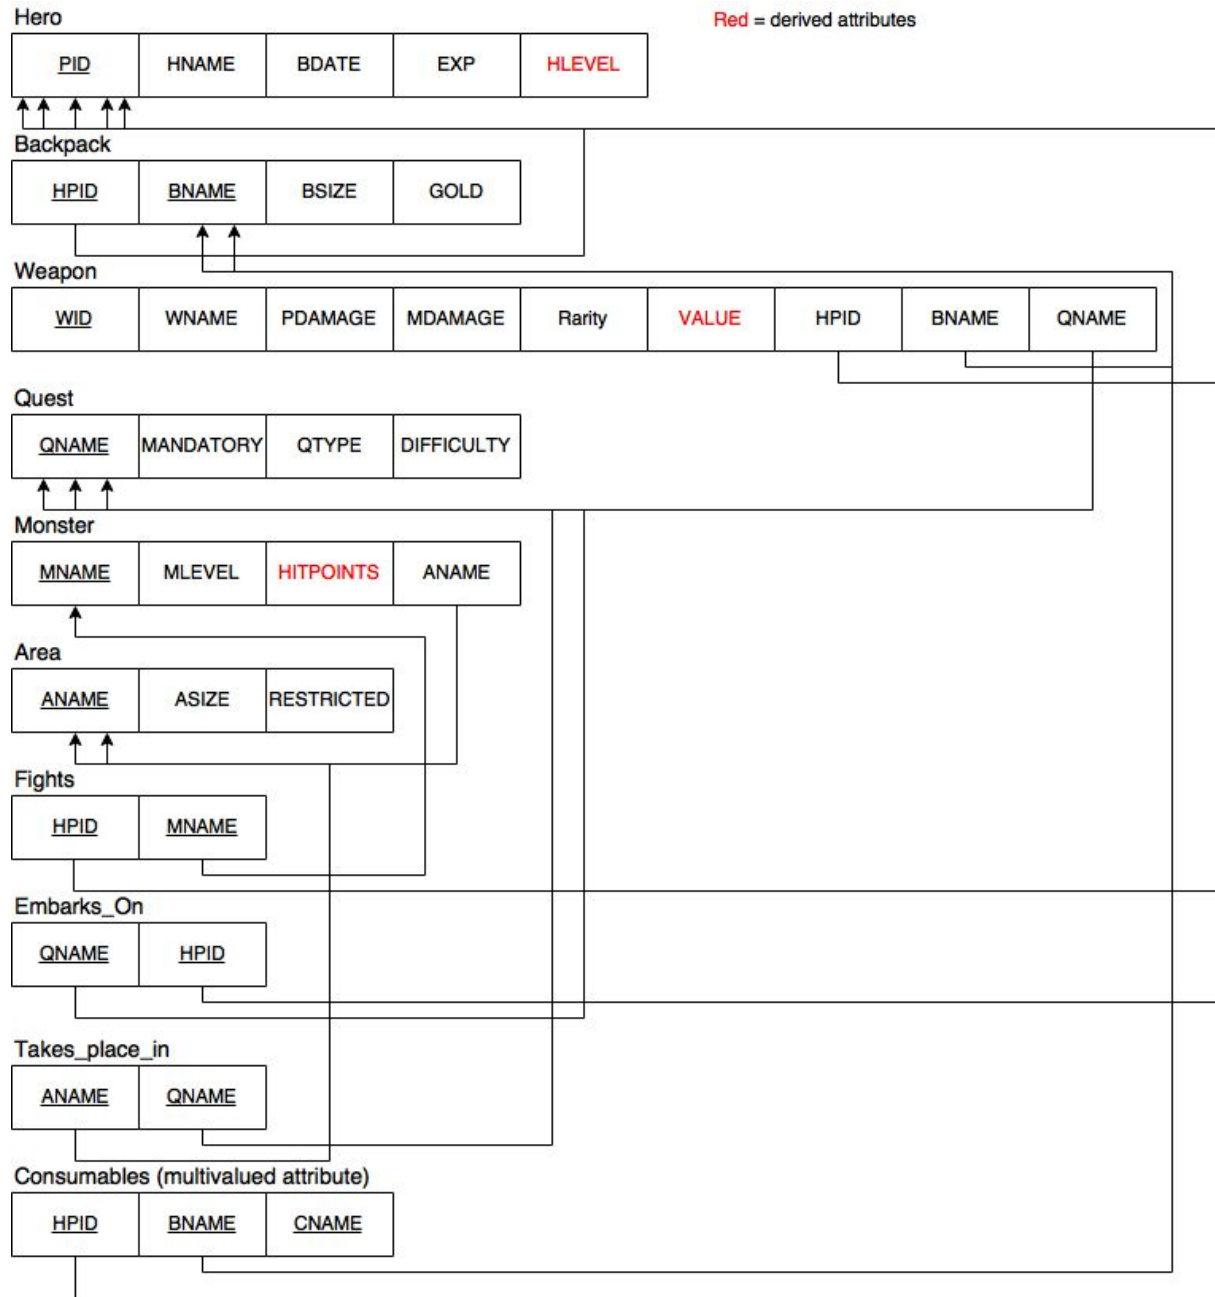 Hero
Red = derived attributes
PID HNAME BDATE EXP HLEVEL
Backpack
HPID BNAME BSIZE GOLD
Weapon
WID WNAME PDAMAGE MDAMAGE Rarity VALUE HPID BNAME QNAME
Quest
QNAME MANDATORY QTYPE DIFFICULTY
Monster
MNAME MLEVEL HITPOINTS ANAME
Area
ANAME ASIZE RESTRICTED
Fights
HPID MNAME
Embarks_On
QNAME HPID
Takes_place_in
ANAME QNAME
Consumables (multivalued attribute)
HPID BNAME CNAME